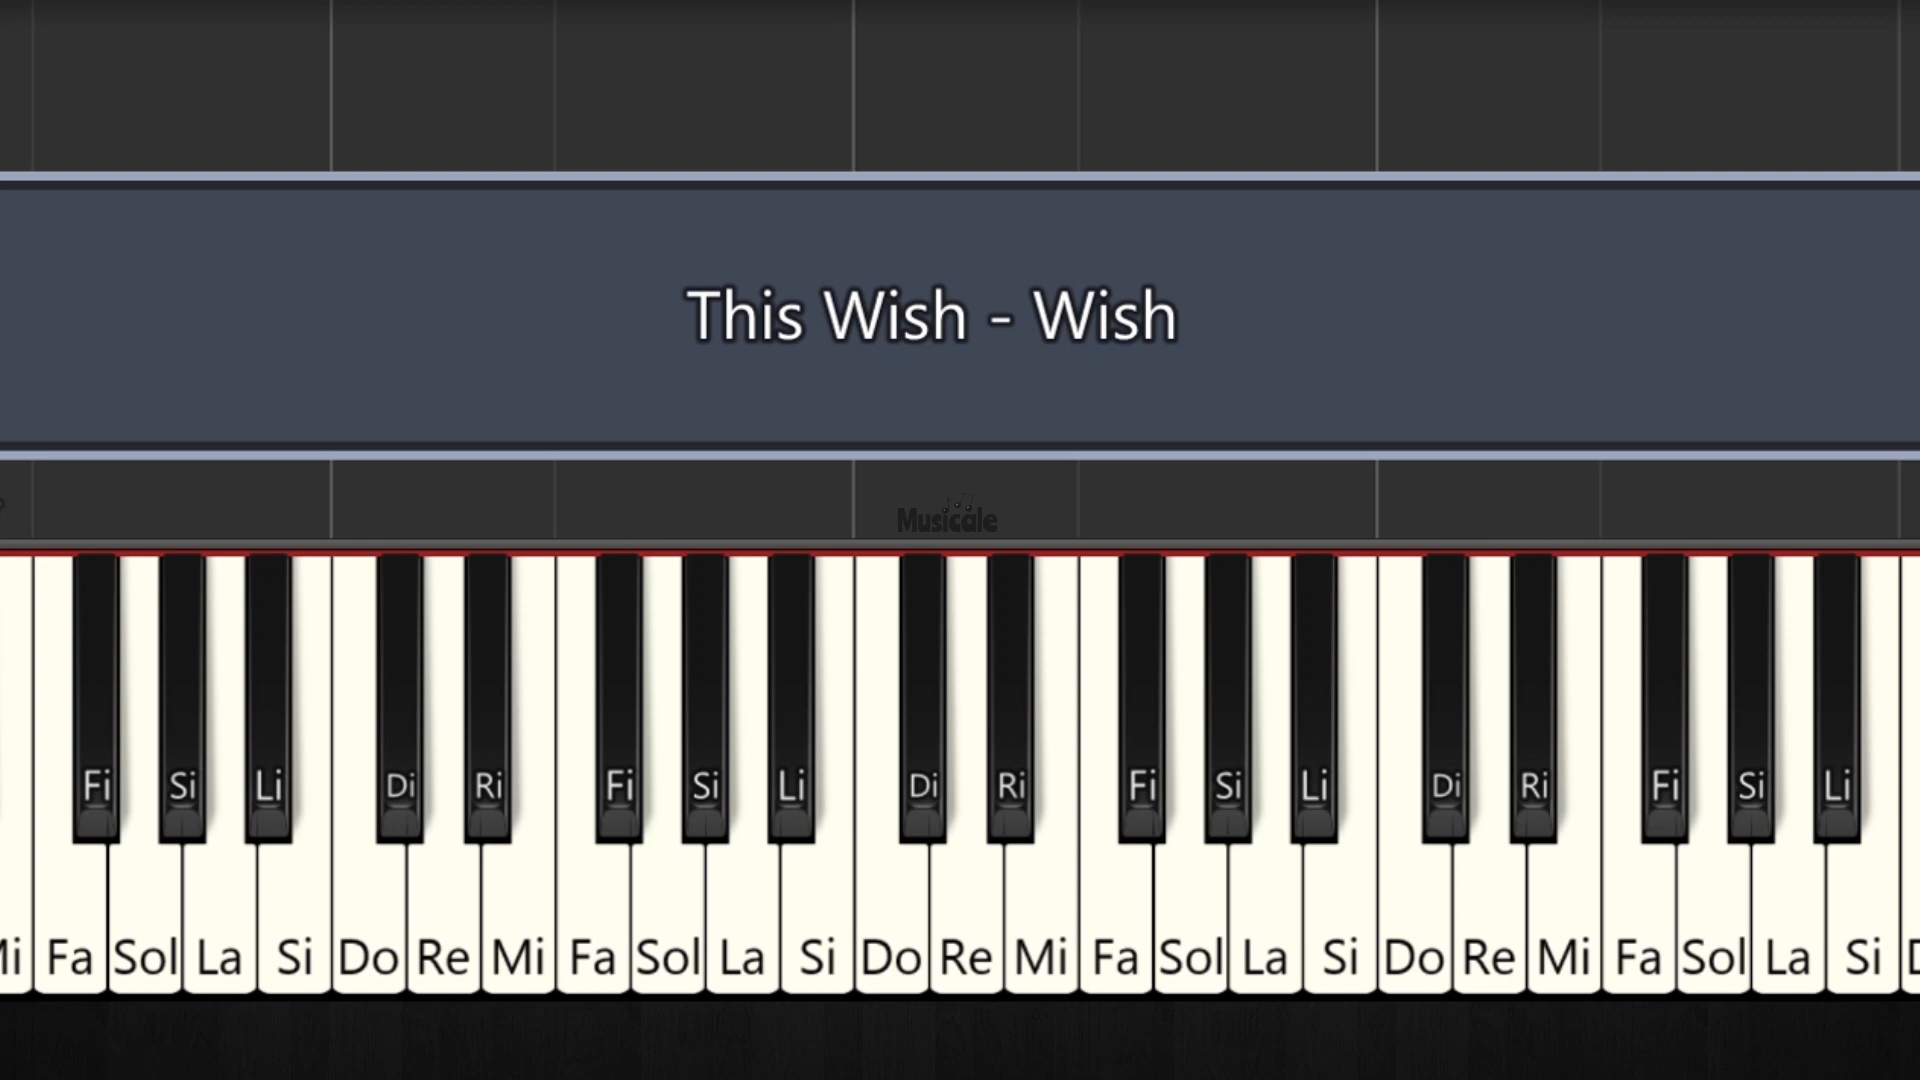 This Wish - Wish
Musicale
Fi Si Li Di Ri Fi Si Li Di Ri Fi Si Li Di Ri Fi Si Li
Mi Fa Sol La Si Do Re Mi Fa Sol La Si Do Re Mi Fa Sol La Si Do Re Mi Fa Sol La Si